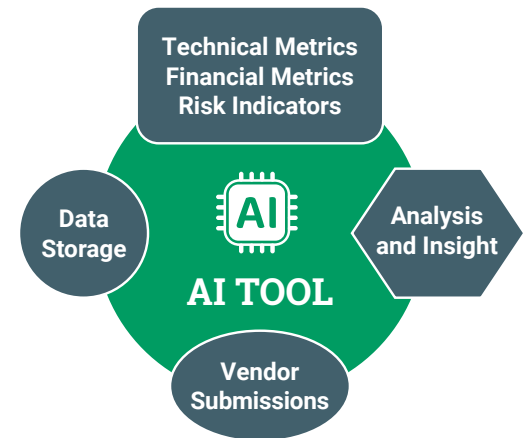 Technical Metrics
Financial Metrics
Risk Indicators
Data
Storage
AI
AI TOOL
Analysis
and Insight
Vendor
Submissions